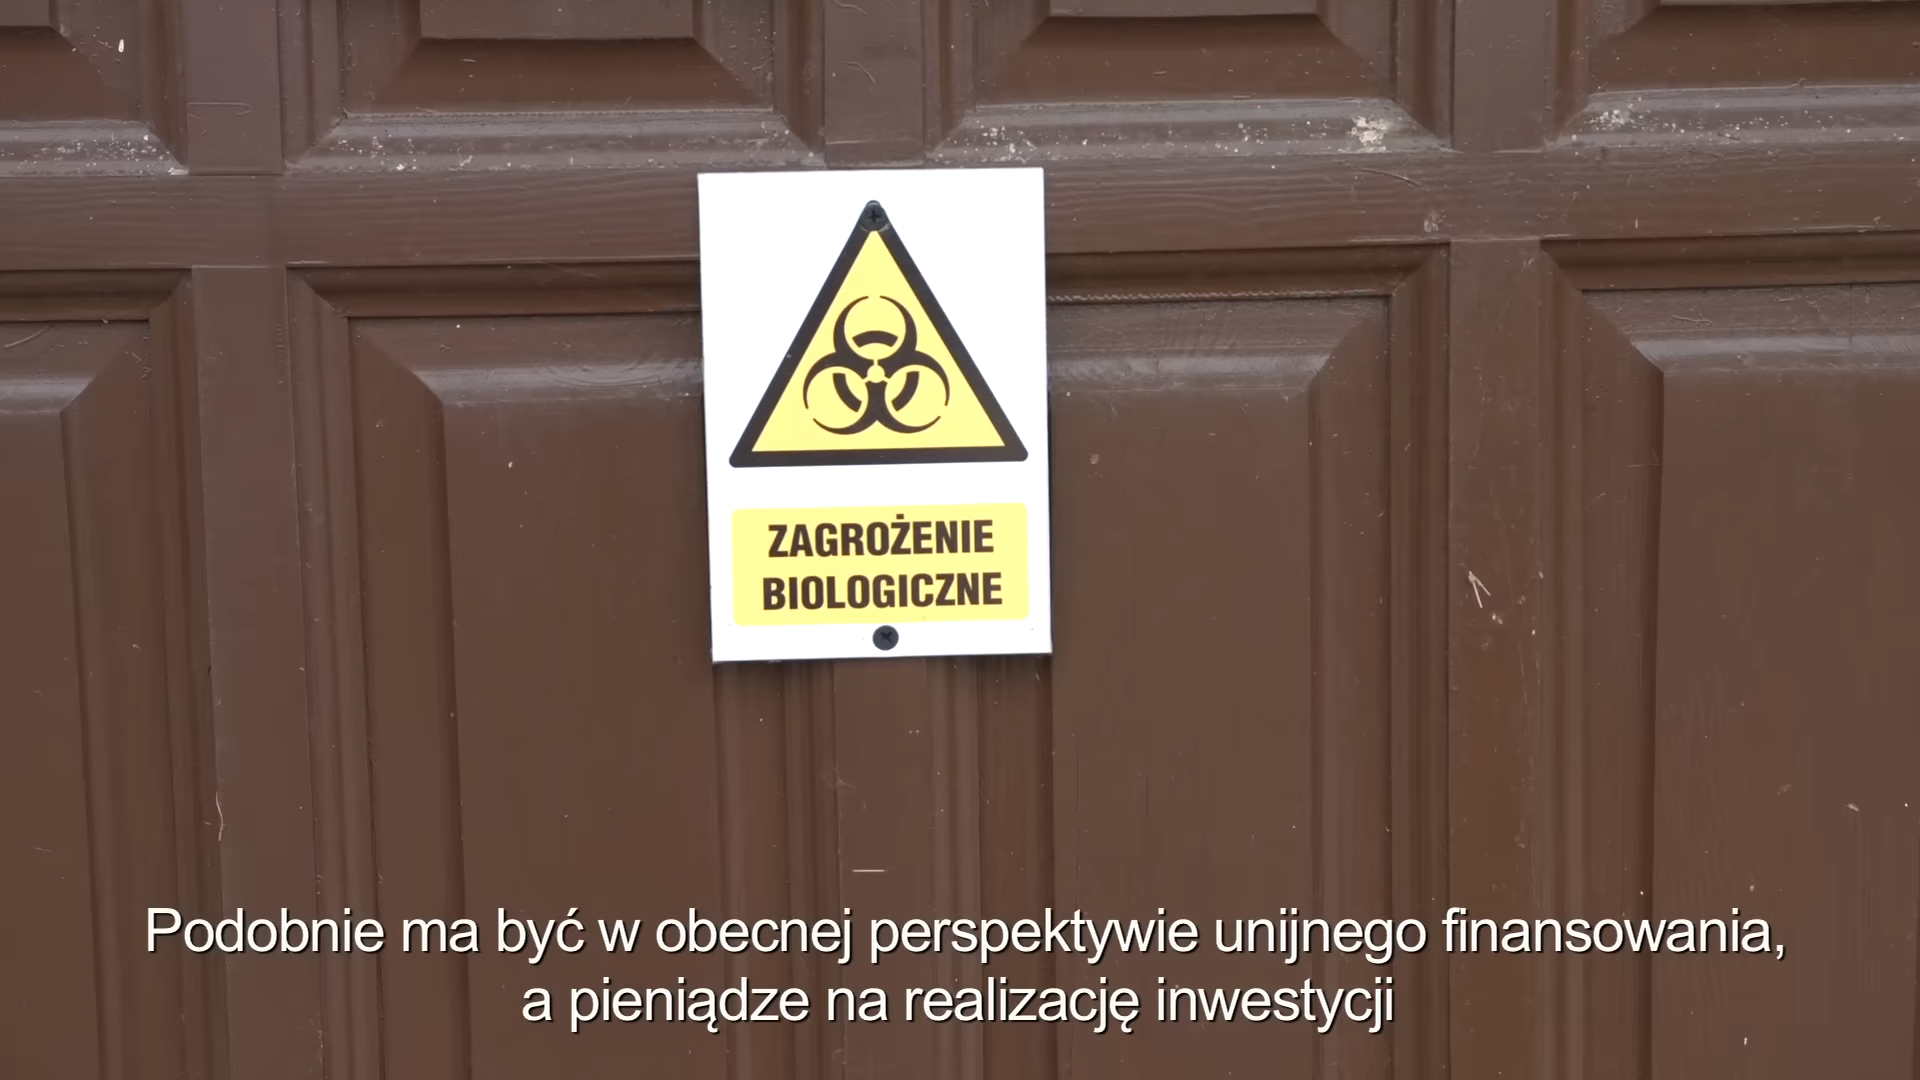 ZAGROŻENIE
BIOLOGICZNE
Podobnie ma być w obecnej perspektywie unijnego finansowania,
a pieniądze na realizację inwestycji